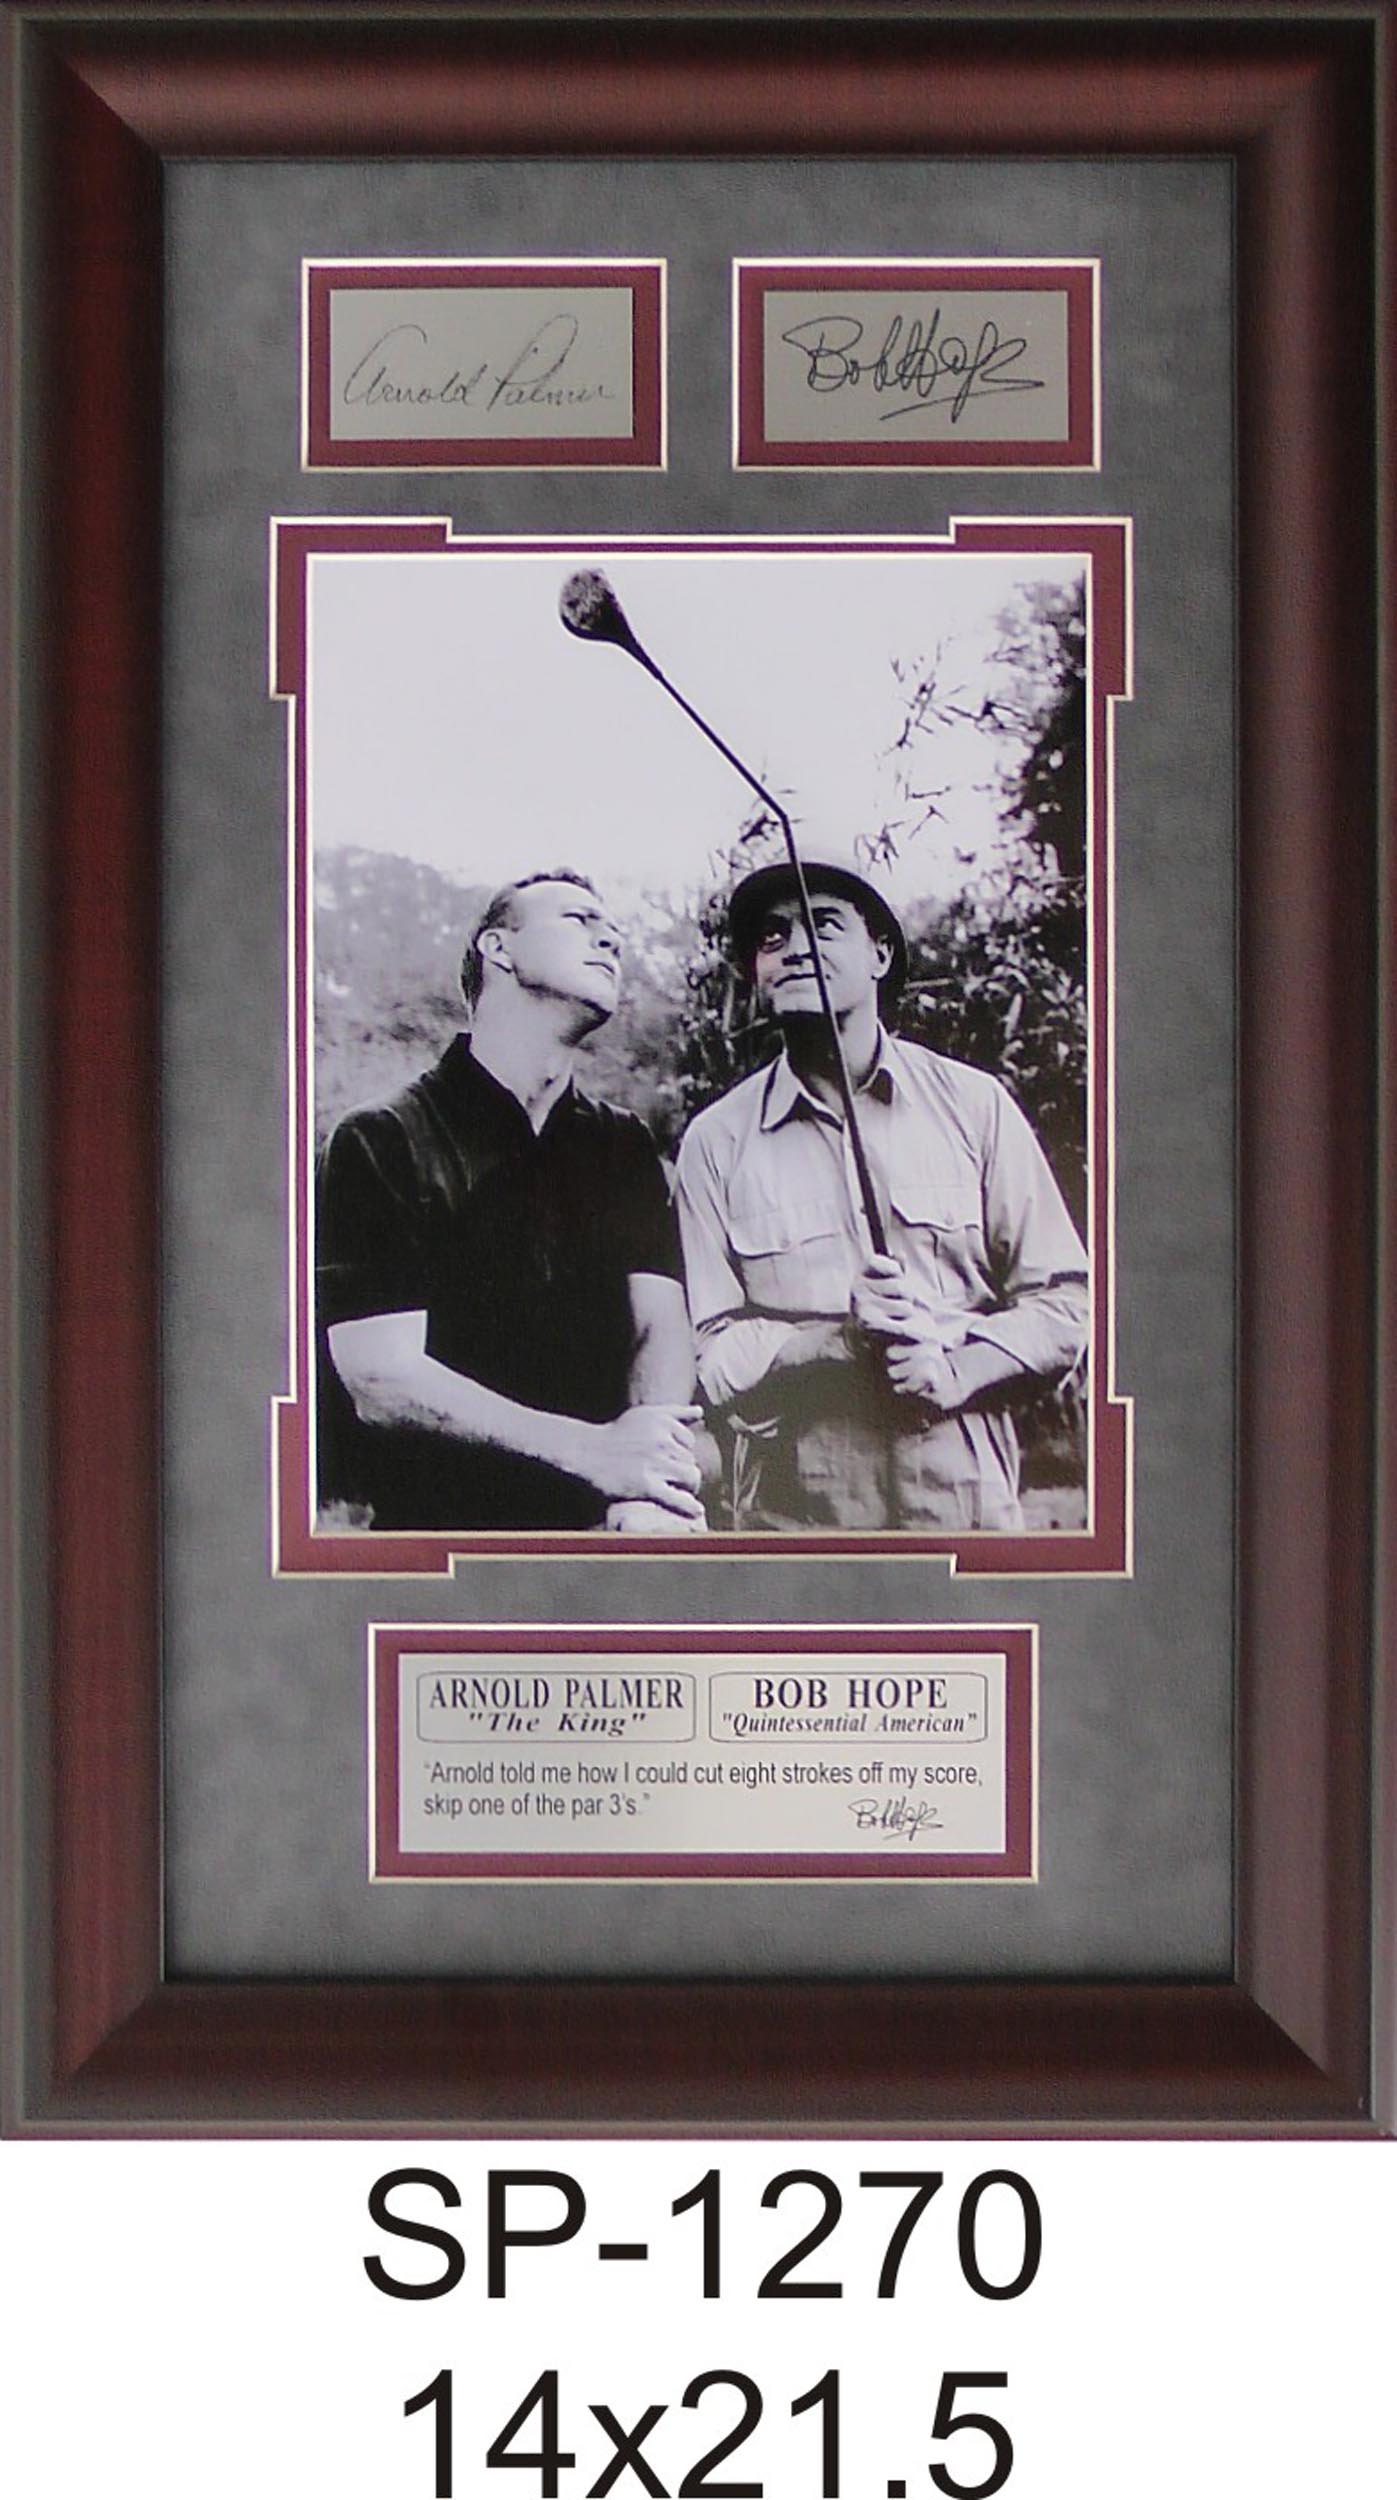 Arnold Palmer
Bob Hope
ARNOLD PALMER
"The King"
BOB HOPE
"Quintessential American"
"Arnold told me how I could cut eight strokes off my score,
skip one of the par 3's."
Bob Hope
SP-1270
14x21.5